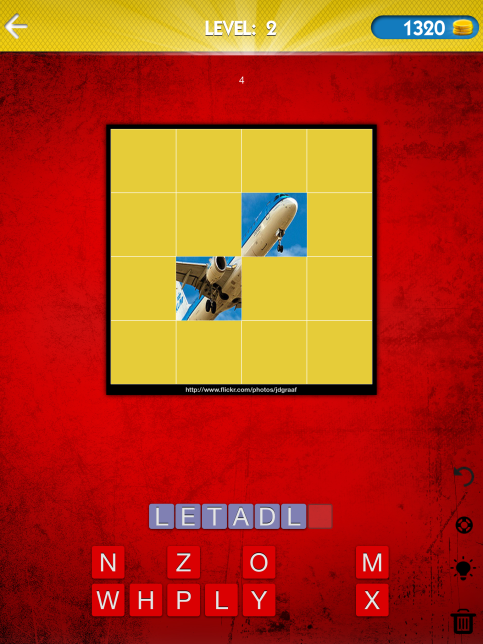 LEVEL: 2
1320
4
http://www.flickr.com/photos/jdgraaf
LETADL
N Z O M
W H P L Y X